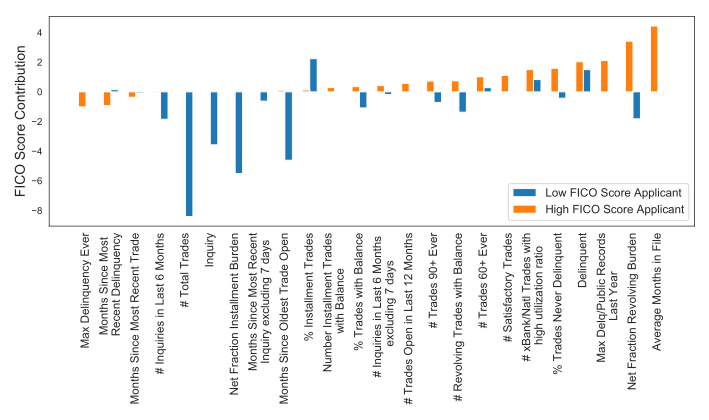 FICO Score Contribution
4
2
0
−2
−4
−6
−8
Low FICO Score Applicant
High FICO Score Applicant
Max Delinquency Ever
Months Since Most
Recent Delinquency
Months Since Most Recent Trade
# Inquiries in Last 6 Months
# Total Trades
Inquiry
Net Fraction Installment Burden
Months Since Most Recent
Inquiry excluding 7 days
Months Since Oldest Trade Open
% Installment Trades
Number Installment Trades
with Balance
% Trades with Balance
# Inquiries in Last 6 Months
excluding 7 days
# Trades Open in Last 12 Months
# Trades 90+ Ever
# Revolving Trades with Balance
# Trades 60+ Ever
# Satisfactory Trades
# xBank/Natl Trades with
high utilization ratio
% Trades Never Delinquent
Delinquent
Max Delq/Public Records
Last Year
Net Fraction Revolving Burden
Average Months in File